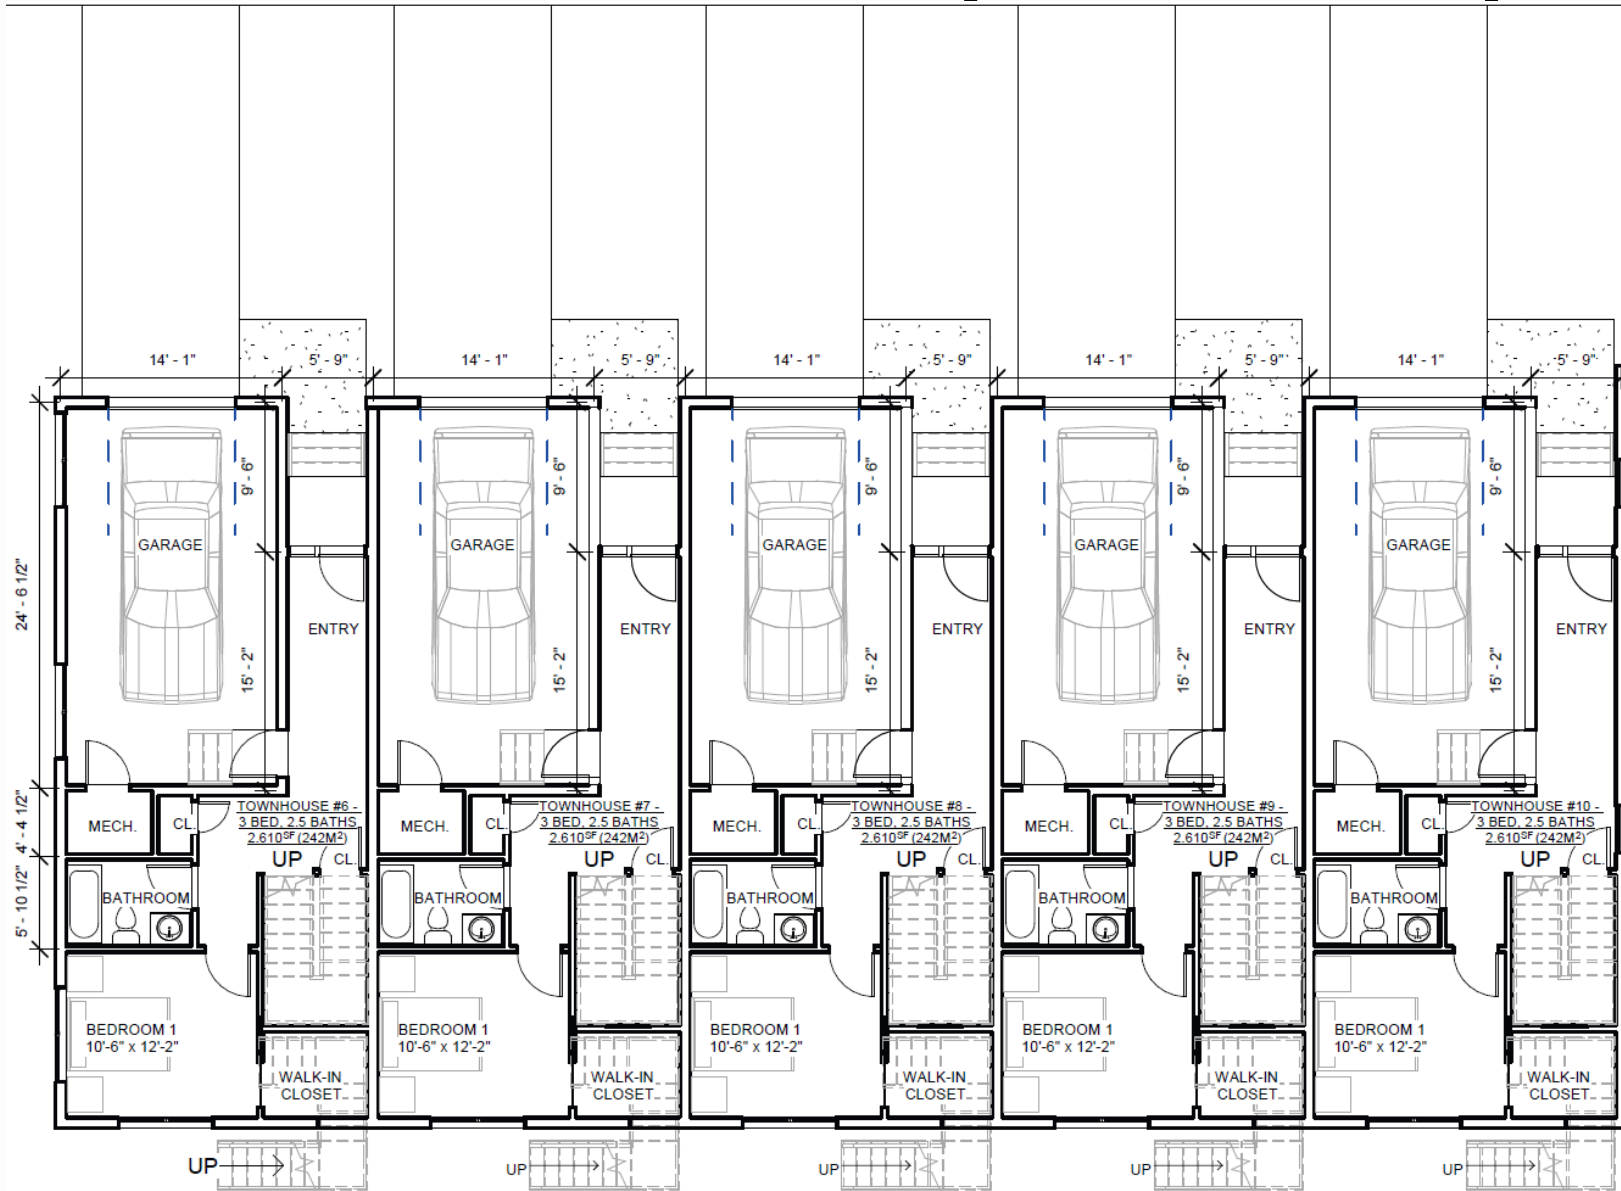 14' - 1" 5' - 9" 14' - 1" 5' - 9" 14' - 1" 5' - 9" 14' - 1" 5' - 9" 14' - 1" 5' - 9"
9' - 6" 9' - 6" 9' - 6" 9' - 6" 9' - 6"
GARAGE GARAGE GARAGE GARAGE GARAGE
24' - 6 1/2"
ENTRY ENTRY ENTRY ENTRY ENTRY
15' - 2" 15' - 2" 15' - 2" 15' - 2" 15' - 2"
4' - 4 1/2"
MECH. CL. MECH. CL. MECH. CL. MECH. CL. MECH. CL.
TOWNHOUSE #6 -
3 BED, 2.5 BATHS
2.610SF (242M²)
TOWNHOUSE #7 -
3 BED, 2.5 BATHS
2.610SF (242M²)
TOWNHOUSE #8 -
3 BED, 2.5 BATHS
2.610SF (242M²)
TOWNHOUSE #9 -
3 BED, 2.5 BATHS
2.610SF (242M²)
TOWNHOUSE #10 -
3 BED, 2.5 BATHS
2.610SF (242M²)
UP CL. UP CL. UP CL. UP CL. UP CL.
5' - 10 1/2"
BATHROOM BATHROOM BATHROOM BATHROOM BATHROOM
BEDROOM 1 BEDROOM 1 BEDROOM 1 BEDROOM 1 BEDROOM 1
10'-6" x 12'-2" 10'-6" x 12'-2" 10'-6" x 12'-2" 10'-6" x 12'-2" 10'-6" x 12'-2"
WALK-IN WALK-IN WALK-IN WALK-IN WALK-IN
CLOSET CLOSET CLOSET CLOSET CLOSET
UP UP UP UP UP